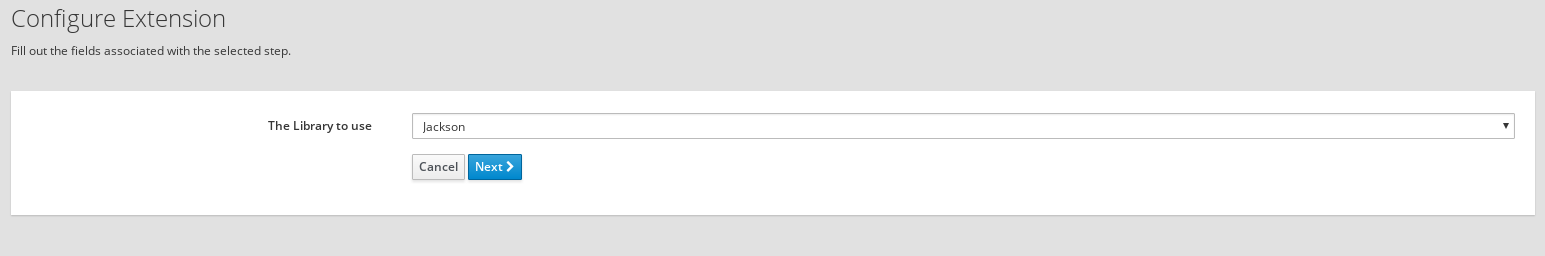 Configure Extension
Fill out the fields associated with the selected step.
The Library to use Jackson
Cancel Next